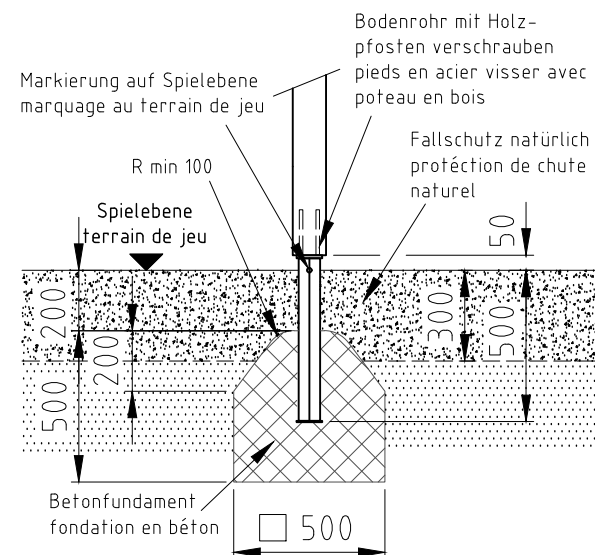 Bodenrohr mit Holz-
pfosten verschrauben
pieds en acier visser avec
poteau en bois
Markierung auf Spielebene
marquage au terrain de jeu
Fallschutz natürlich
protéction de chute
naturel
R min 100
Spielebene
terrain de jeu
50
200
300
500
200
500
Betonfundament
fondation en béton
□ 500